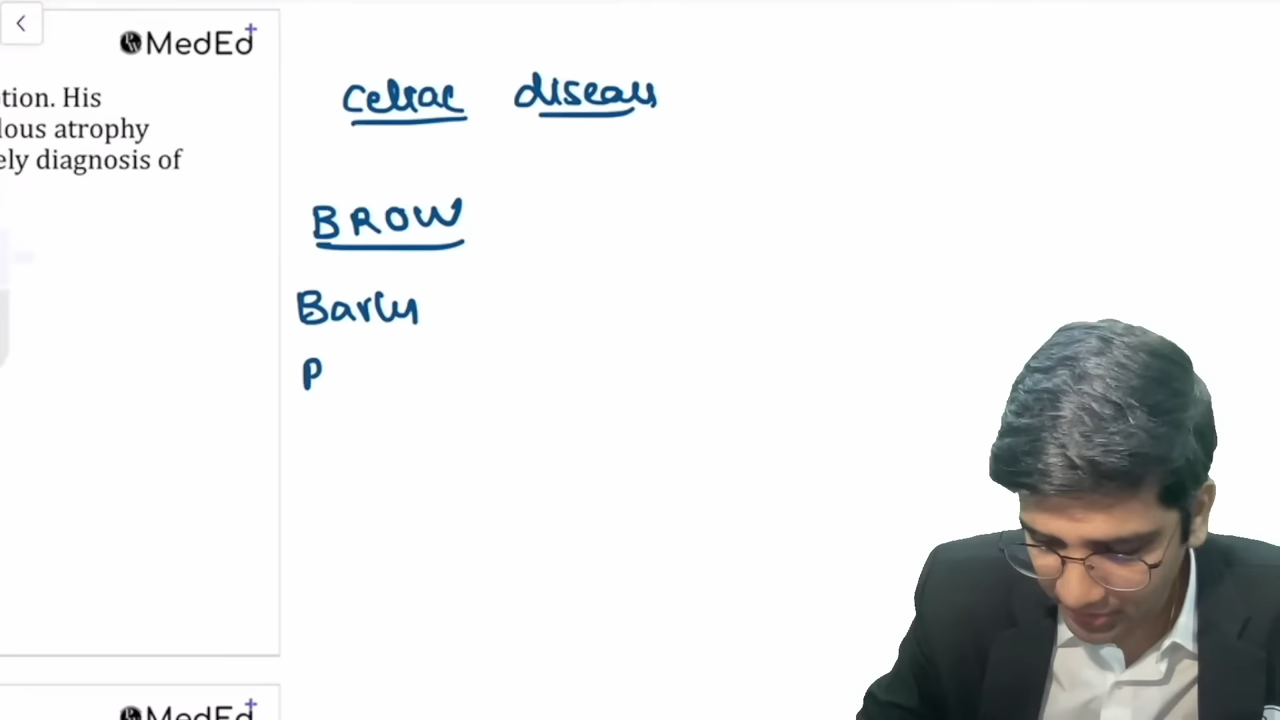 MedEd+
tion. His
lous atrophy
ely diagnosis of
Celiac disease
BROW
Barley
P
MedEd+